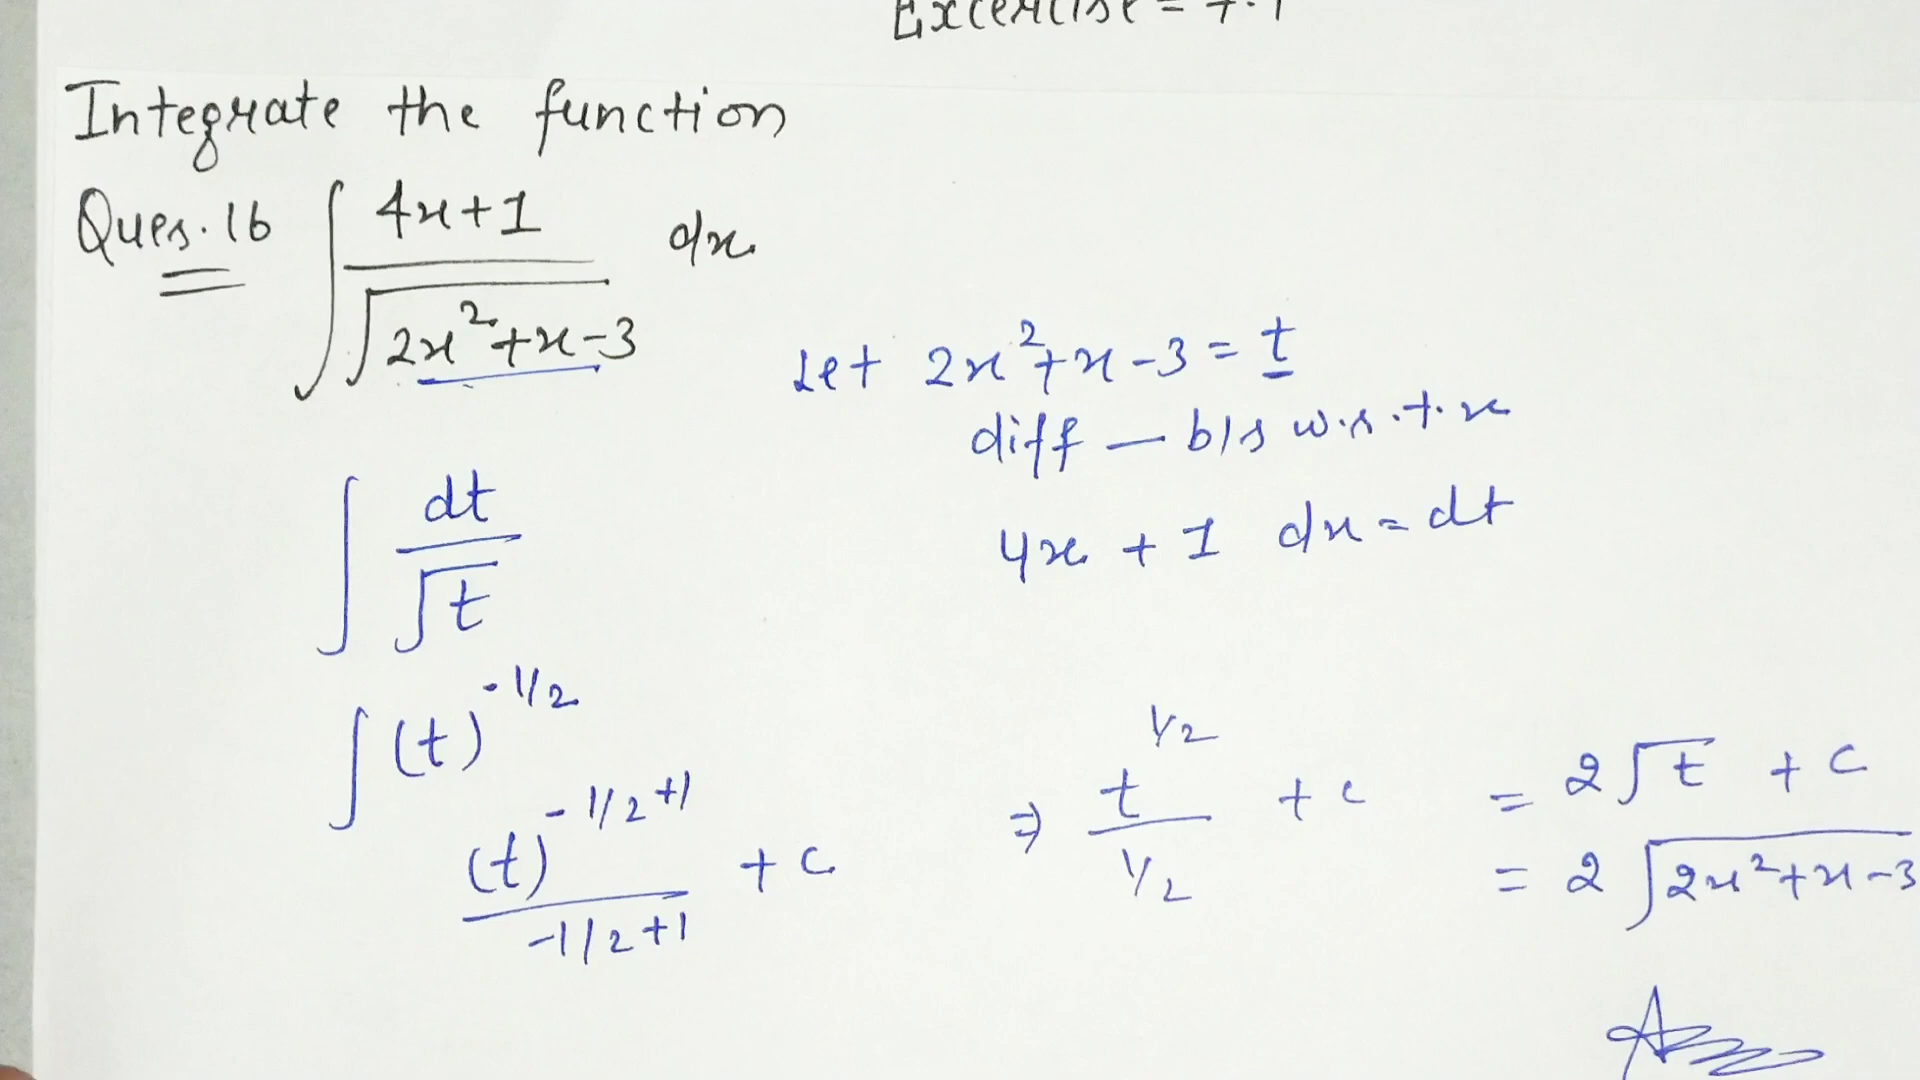 Excercise = 7.1
Integrate the function
Ques. 16 ∫ 4x+1 / √2x²+x-3 dx
Let 2x²+x-3 = t
diff — b/s w.r.t. x
4x + 1 dx = dt
∫ dt / √t
∫ (t)^-1/2
(t)^-1/2+1 / -1/2+1 + c
⇒ t^1/2 / 1/2 + c
= 2√t + c
= 2√2x²+x-3